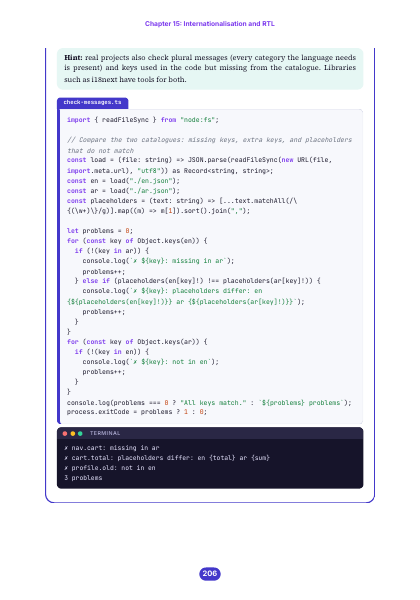 Chapter 15: Internationalisation and RTL
Hint: real projects also check plural messages (every category the language needs
is present) and keys used in the code but missing from the catalogue. Libraries
such as i18next have tools for both.
check-messages.ts
import { readFileSync } from "node:fs";
// Compare the two catalogues: missing keys, extra keys, and placeholders
that do not match
const load = (file: string) => JSON.parse(readFileSync(new URL(file,
import.meta.url), "utf8")) as Record<string, string>;
const en = load("./en.json");
const ar = load("./ar.json");
const placeholders = (text: string) => [...text.matchAll(/\
{(\w+)\}/g)].map((m) => m[1]).sort().join(",");
let problems = 0;
for (const key of Object.keys(en)) {
  if (!(key in ar)) {
    console.log(`✗ ${key}: missing in ar`);
    problems++;
  } else if (placeholders(en[key]!) !== placeholders(ar[key]!)) {
    console.log(`✗ ${key}: placeholders differ: en
{${placeholders(en[key]!)}} ar {${placeholders(ar[key]!)}}`);
    problems++;
  }
}
for (const key of Object.keys(ar)) {
  if (!(key in en)) {
    console.log(`✗ ${key}: not in en`);
    problems++;
  }
}
console.log(problems === 0 ? "All keys match." : `${problems} problems`);
process.exitCode = problems ? 1 : 0;
TERMINAL
✗ nav.cart: missing in ar
✗ cart.total: placeholders differ: en {total} ar {sum}
✗ profile.old: not in en
3 problems
206